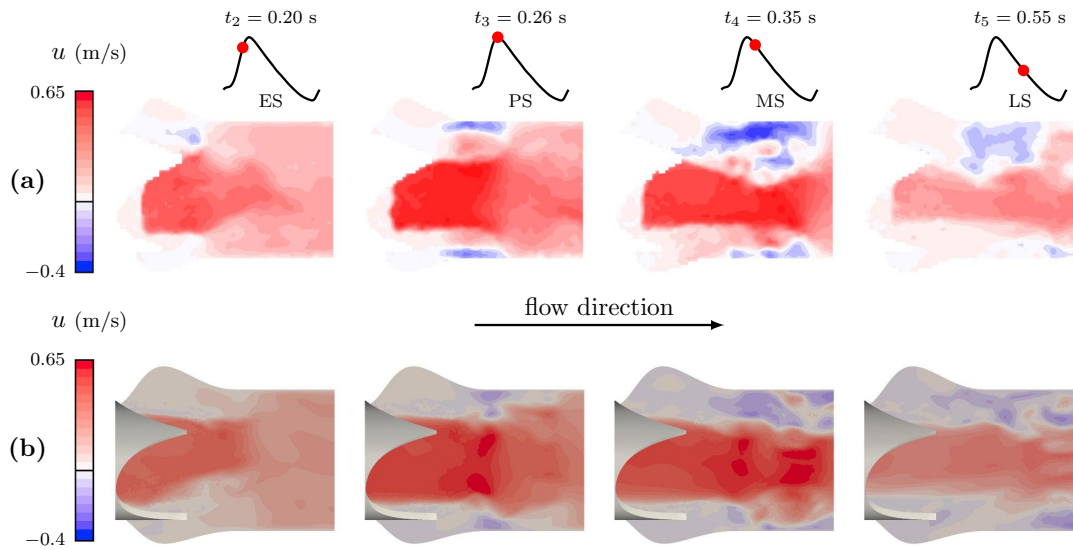 t₂ = 0.20 s
t₃ = 0.26 s
t₄ = 0.35 s
t₅ = 0.55 s
u (m/s)
0.65
ES
PS
MS
LS
(a)
−0.4
flow direction
u (m/s)
0.65
(b)
−0.4